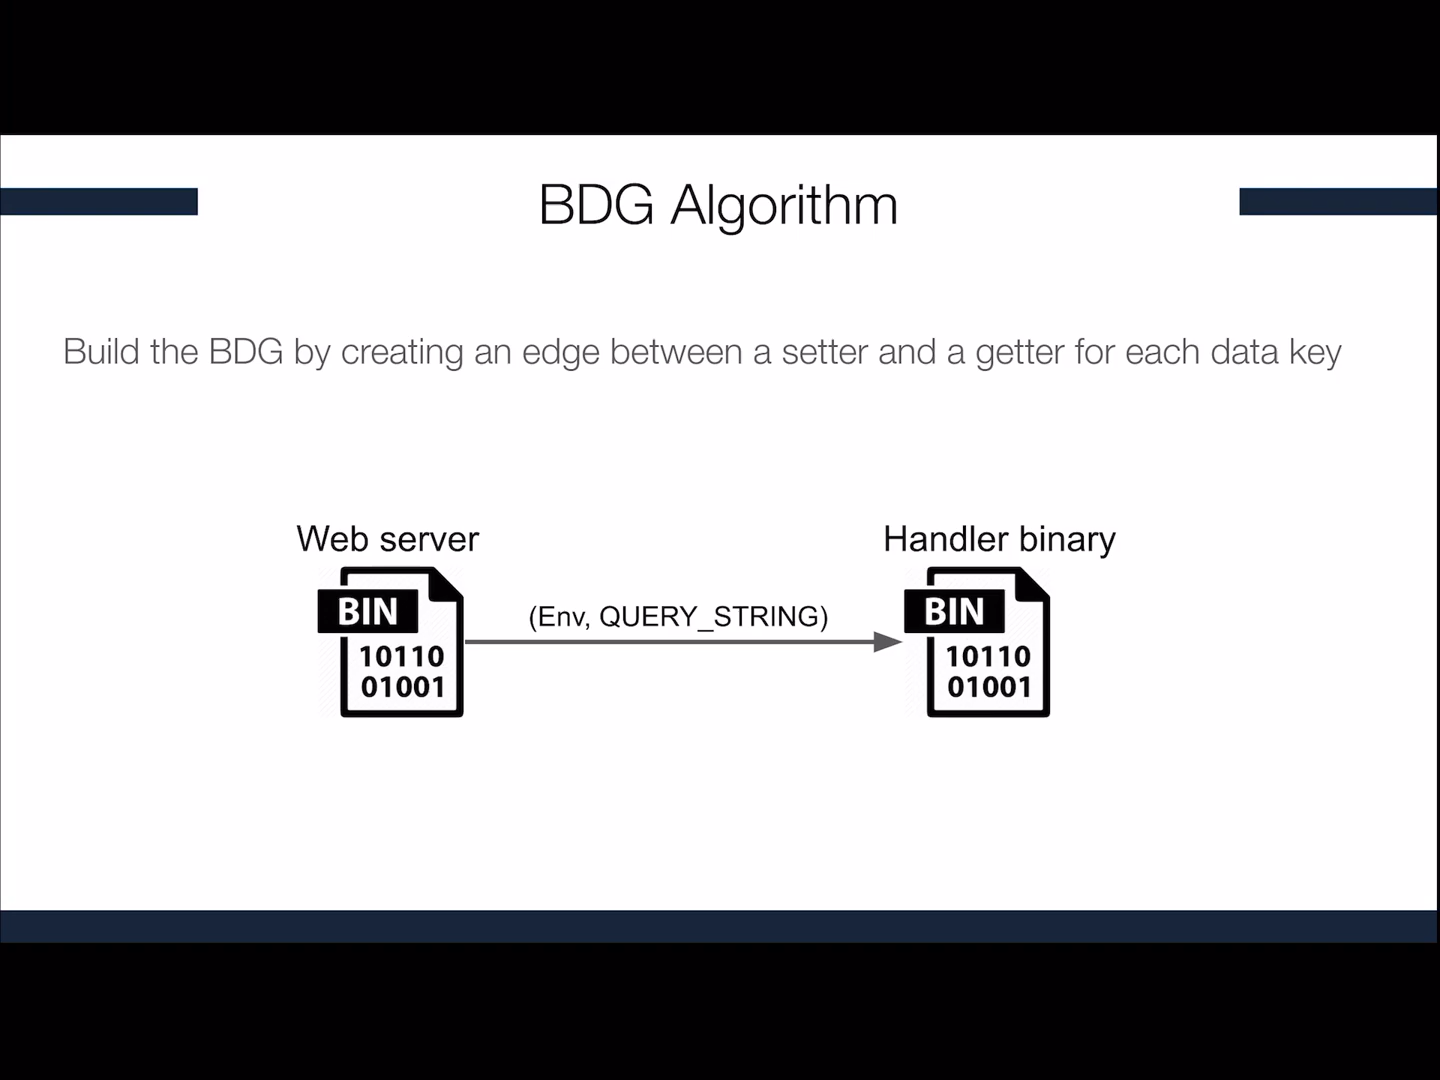 BDG Algorithm
Build the BDG by creating an edge between a setter and a getter for each data key
Web server
Handler binary
(Env, QUERY_STRING)
BIN
10110
01001
BIN
10110
01001